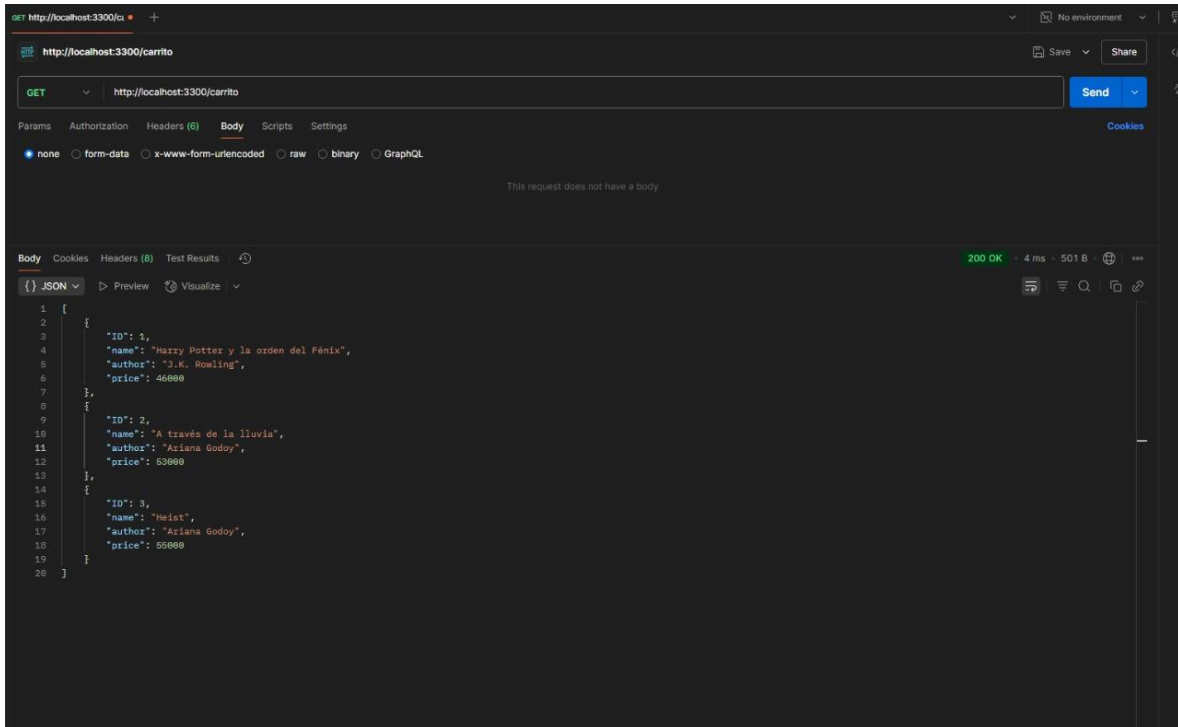 GET http://localhost:3300/ca
No environment
HTTP http://localhost:3300/carrito
Save
Share
GET
http://localhost:3300/carrito
Send
Params Authorization Headers (6) Body Scripts Settings
Cookies
none form-data x-www-form-urlencoded raw binary GraphQL
This request does not have a body
Body Cookies Headers (8) Test Results
200 OK • 4 ms • 501 B
{} JSON Preview Visualize
1 [
2 {
3 "ID": 1,
4 "name": "Harry Potter y la orden del Fénix",
5 "author": "J.K. Rowling",
6 "price": 46000
7 },
8 {
9 "ID": 2,
10 "name": "A través de la lluvia",
11 "author": "Ariana Godoy",
12 "price": 53000
13 },
14 {
15 "ID": 3,
16 "name": "Heist",
17 "author": "Ariana Godoy",
18 "price": 55000
19 }
20 ]